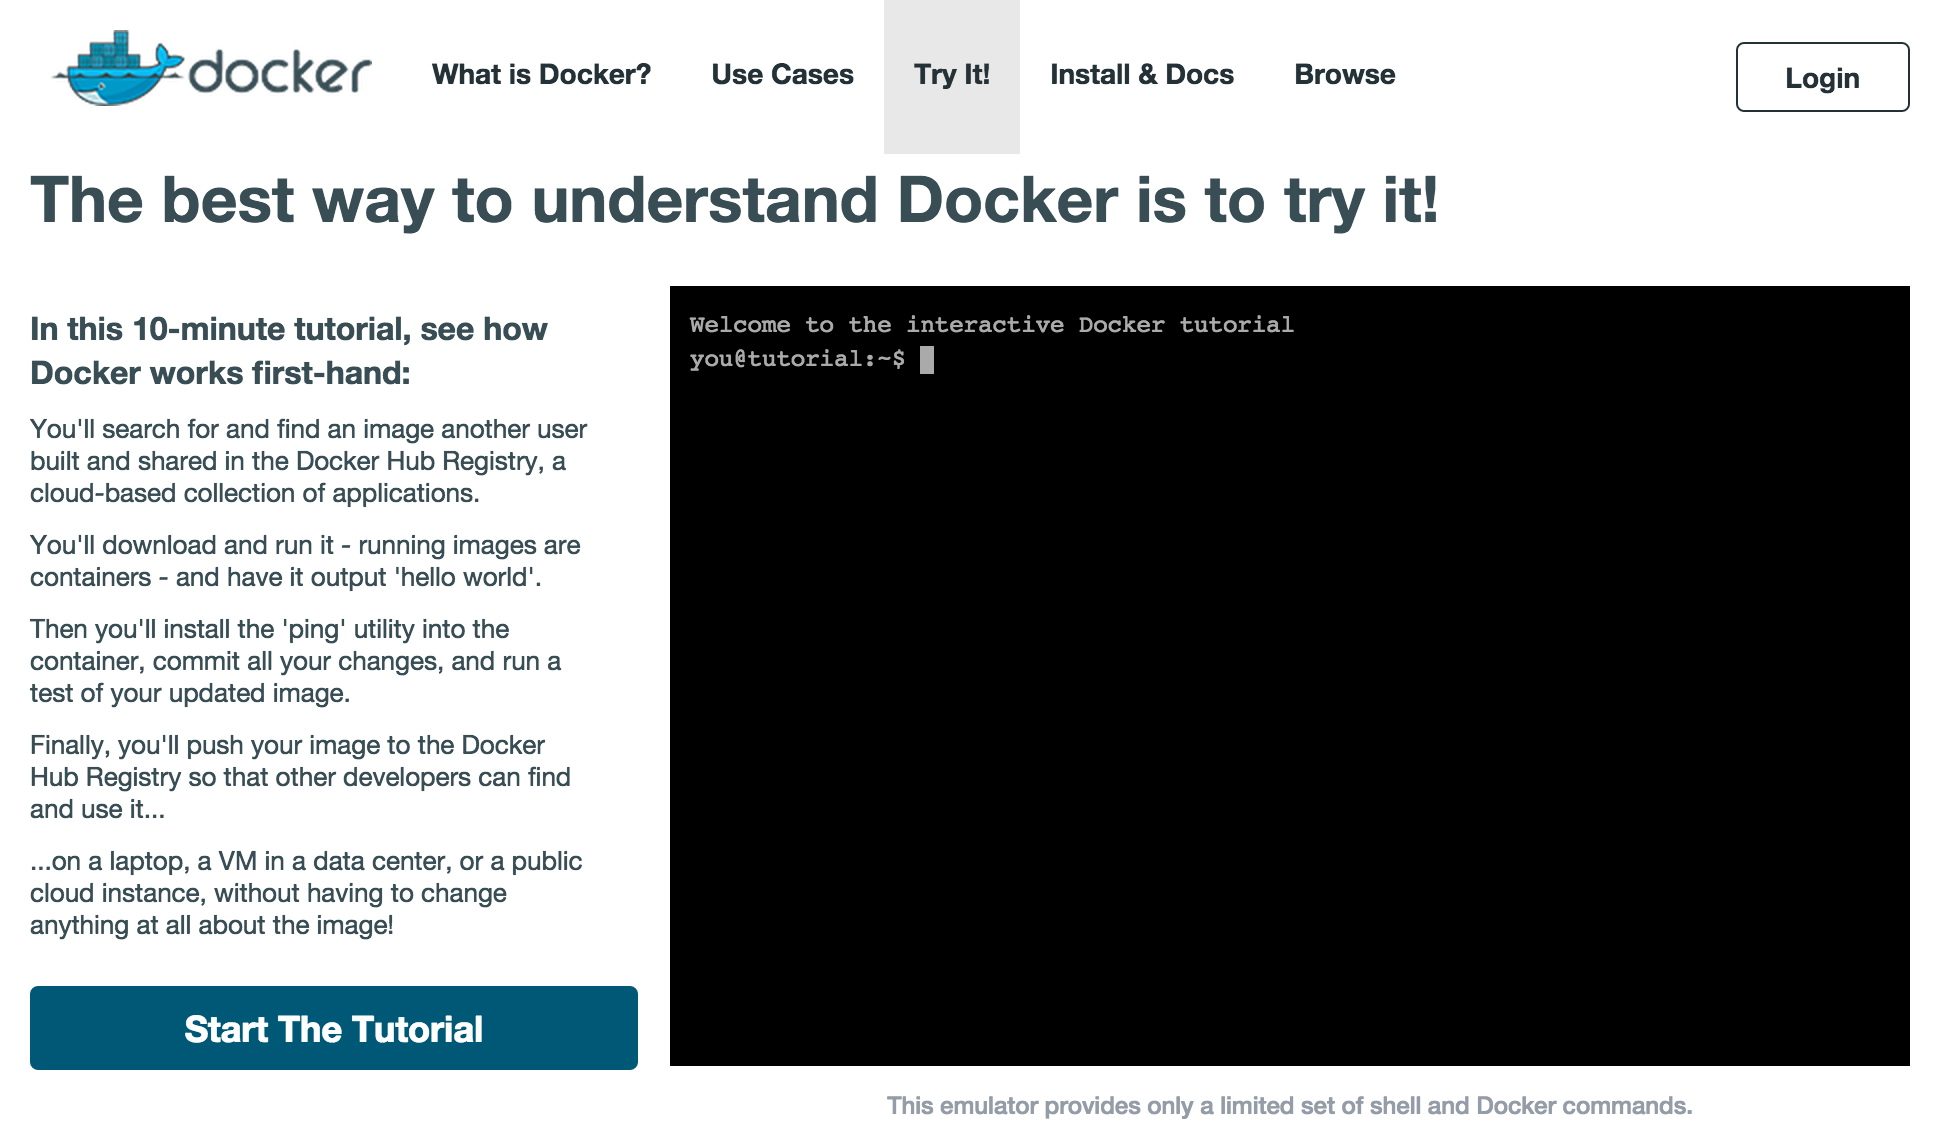 docker
What is Docker?
Use Cases
Try It!
Install & Docs
Browse
Login
The best way to understand Docker is to try it!
In this 10-minute tutorial, see how
Docker works first-hand:
You'll search for and find an image another user
built and shared in the Docker Hub Registry, a
cloud-based collection of applications.
You'll download and run it - running images are
containers - and have it output 'hello world'.
Then you'll install the 'ping' utility into the
container, commit all your changes, and run a
test of your updated image.
Finally, you'll push your image to the Docker
Hub Registry so that other developers can find
and use it...
...on a laptop, a VM in a data center, or a public
cloud instance, without having to change
anything at all about the image!
Start The Tutorial
Welcome to the interactive Docker tutorial
you@tutorial:~$
This emulator provides only a limited set of shell and Docker commands.